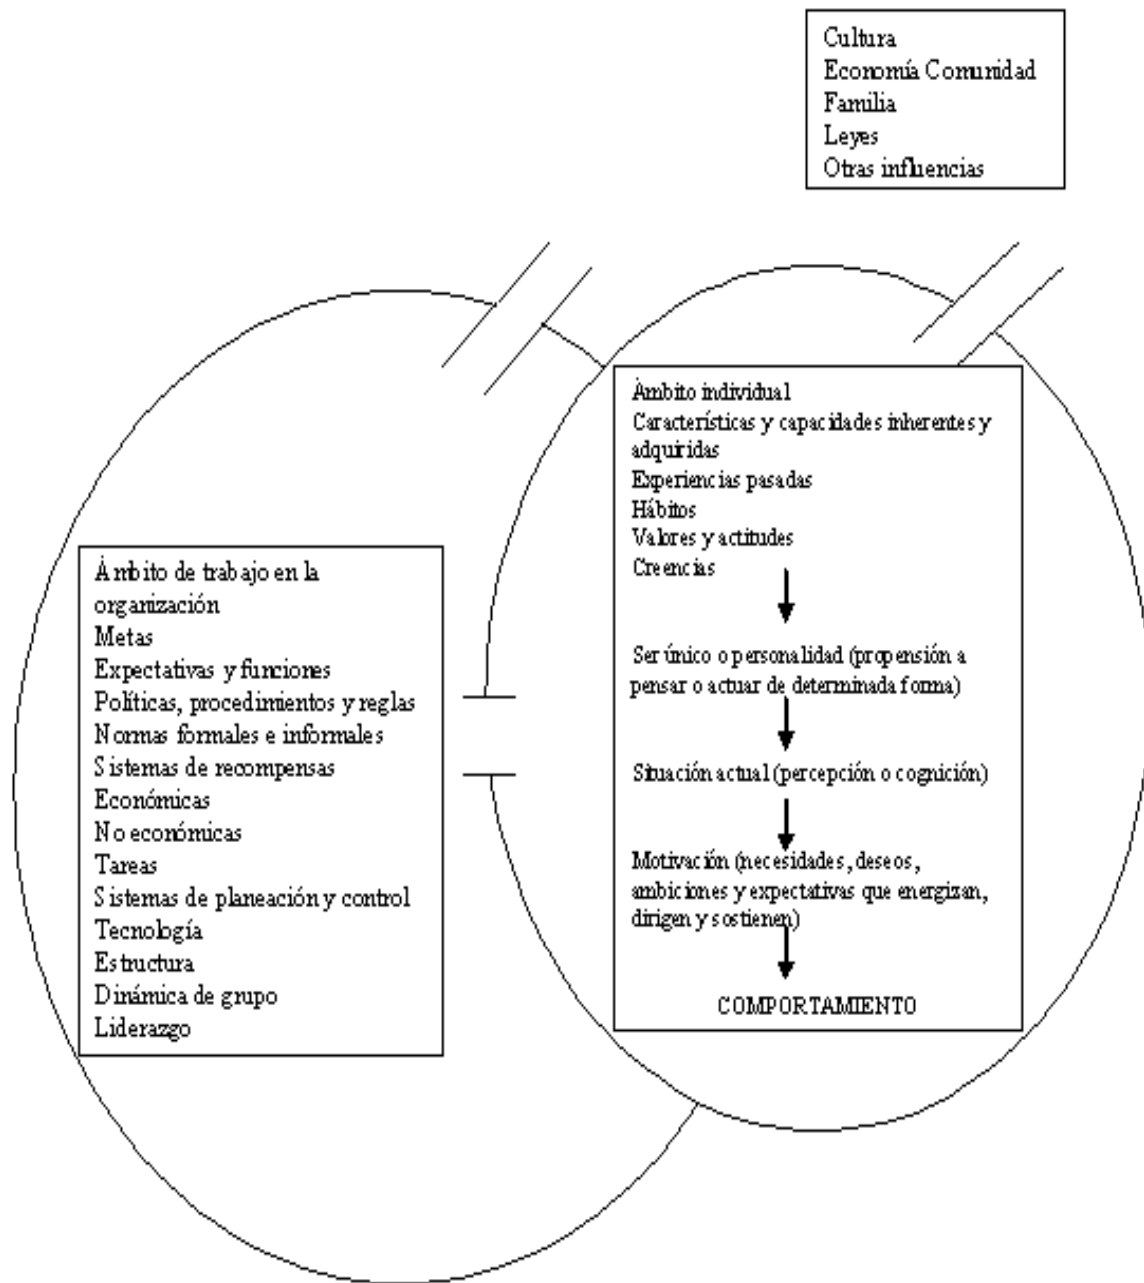 Cultura
Economía Comunidad
Familia
Leyes
Otras influencias
Ámbito individual
Características y capacidades inherentes y
adquiridas
Experiencias pasadas
Hábitos
Valores y actitudes
Creencias
Ser único o personalidad (propensión a
pensar o actuar de determinada forma)
Situación actual (percepción o cognición)
Motivación (necesidades, deseos,
ambiciones y expectativas que energizan,
dirigen y sostienen)
COMPORTAMIENTO
Ámbito de trabajo en la
organización
Metas
Expectativas y funciones
Políticas, procedimientos y reglas
Normas formales e informales
Sistemas de recompensas
Económicas
No económicas
Tareas
Sistemas de planeación y control
Tecnología
Estructura
Dinámica de grupo
Liderazgo